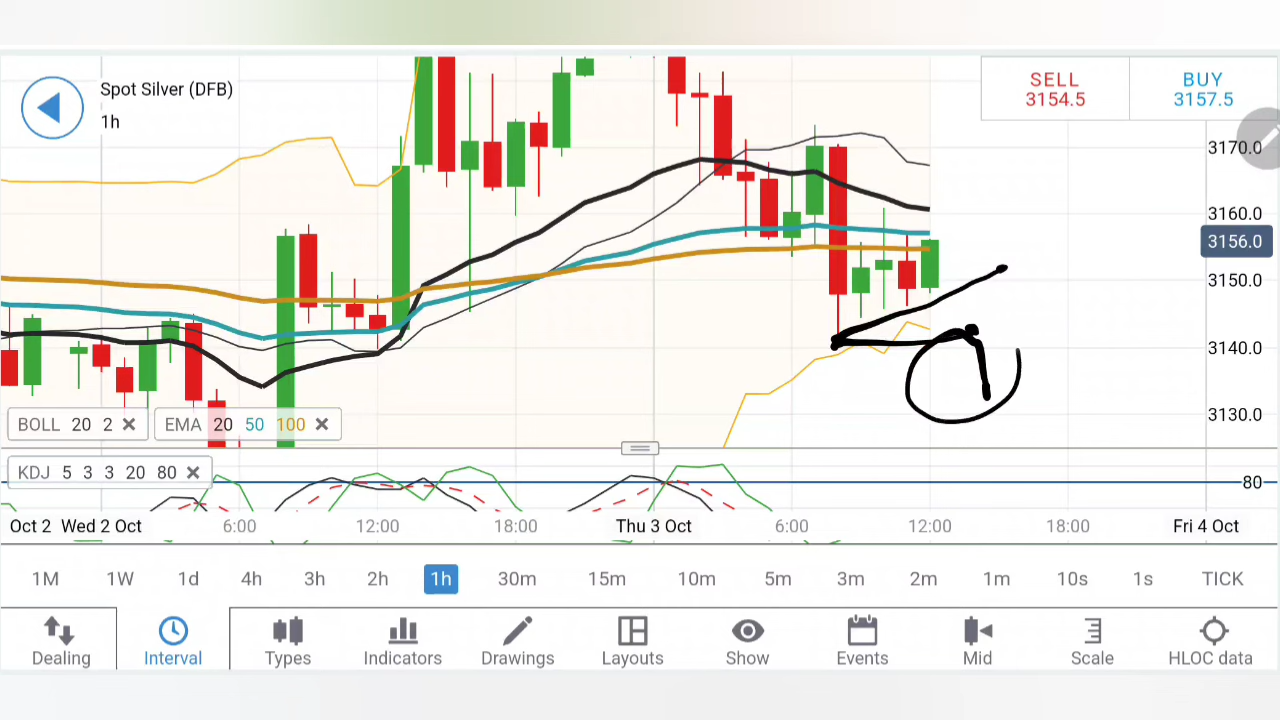 Spot Silver (DFB)
1h
SELL
3154.5
BUY
3157.5
3170.0
3160.0
3156.0
3150.0
3140.0
3130.0
BOLL 20 2
EMA 20 50 100
KDJ 5 3 3 20 80
80
Oct 2 Wed 2 Oct 6:00 12:00 18:00 Thu 3 Oct 6:00 12:00 18:00 Fri 4 Oct
1M 1W 1d 4h 3h 2h 1h 30m 15m 10m 5m 3m 2m 1m 10s 1s TICK
Dealing Interval Types Indicators Drawings Layouts Show Events Mid Scale HLOC data